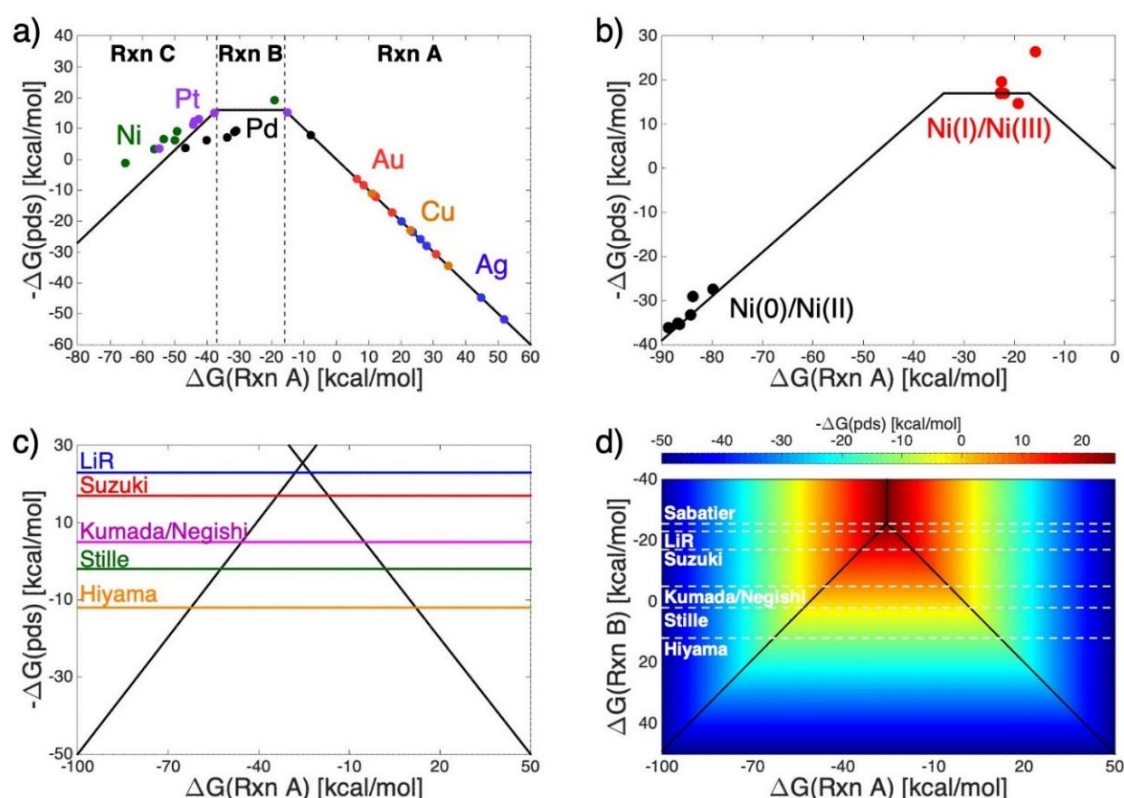 a)
40
30
20
10
0
-10
-20
-30
-40
-50
-60
-ΔG(pds) [kcal/mol]
Rxn C
Rxn B
Rxn A
Ni
Pt
Pd
Au
Cu
Ag
-80 -70 -60 -50 -40 -30 -20 -10 0 10 20 30 40 50 60
ΔG(Rxn A) [kcal/mol]
b)
30
20
10
0
-10
-20
-30
-40
-ΔG(pds) [kcal/mol]
Ni(I)/Ni(III)
Ni(0)/Ni(II)
-90 -80 -70 -60 -50 -40 -30 -20 -10 0
ΔG(Rxn A) [kcal/mol]
c)
30
10
-10
-30
-50
-ΔG(pds) [kcal/mol]
LiR
Suzuki
Kumada/Negishi
Stille
Hiyama
-100 -70 -40 -10 20 50
ΔG(Rxn A) [kcal/mol]
d)
-ΔG(pds) [kcal/mol]
-50 -40 -30 -20 -10 0 10 20
-40
-20
0
20
40
ΔG(Rxn B) [kcal/mol]
Sabatier
LiR
Suzuki
Kumada/Negishi
Stille
Hiyama
-100 -70 -40 -10 20 50
ΔG(Rxn A) [kcal/mol]